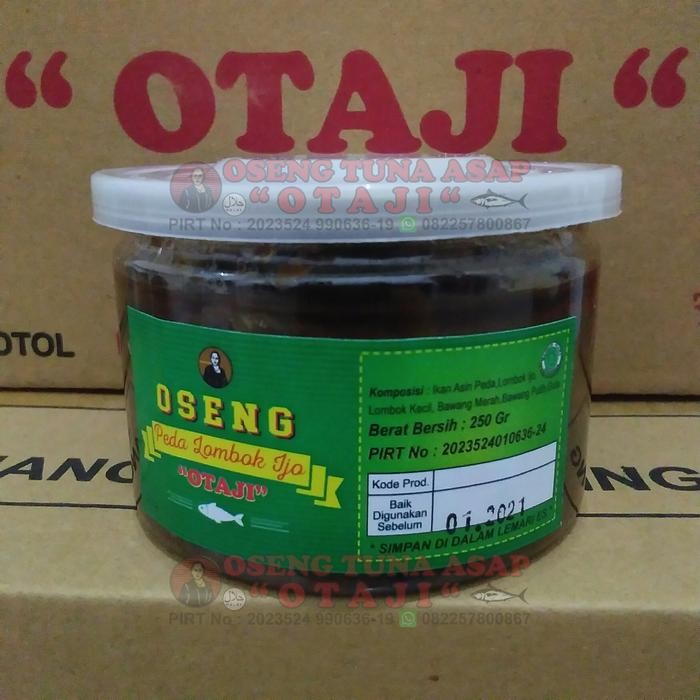 “ OTAJI “
OSENG TUNA ASAP
“OTAJI“
PIRT No : 2023524 990636-19 082257800867
OTOL
OSENG
Peda Lombok Ijo
"OTAJI"
Komposisi : Ikan Asin Peda,Lombok Ijo,
Lombok Kecil, Bawang Merah,Bawang Putih,Gula
Berat Bersih : 250 Gr
PIRT No : 2023524010636-24
Kode Prod.
Baik
Digunakan
Sebelum
01.2021
* SIMPAN DI DALAM LEMARI ES *
OSENG TUNA ASAP
“OTAJI“
PIRT No : 2023524 990636-19 082257800867